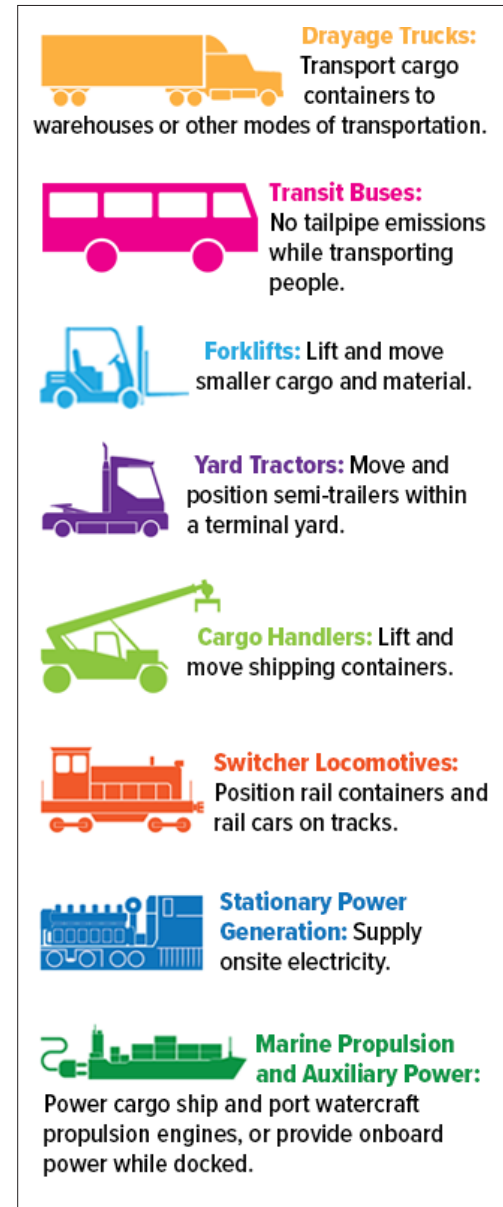 Drayage Trucks:
Transport cargo
containers to
warehouses or other modes of transportation.
Transit Buses:
No tailpipe emissions
while transporting
people.
Forklifts: Lift and move
smaller cargo and material.
Yard Tractors: Move and
position semi-trailers within
a terminal yard.
Cargo Handlers: Lift and
move shipping containers.
Switcher Locomotives:
Position rail containers and
rail cars on tracks.
Stationary Power
Generation: Supply
onsite electricity.
Marine Propulsion
and Auxiliary Power:
Power cargo ship and port watercraft
propulsion engines, or provide onboard
power while docked.